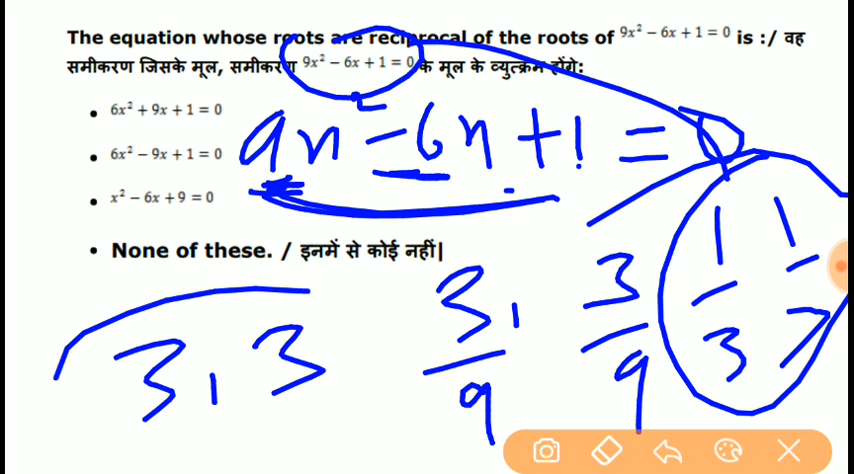 The equation whose roots are reciprocal of the roots of 9x² − 6x + 1 = 0 is :/ वह
समीकरण जिसके मूल, समीकरण 9x² − 6x + 1 = 0 के मूल के व्युत्क्रम होंगे:
• 6x² + 9x + 1 = 0
• 6x² − 9x + 1 = 0
• x² − 6x + 9 = 0
• None of these. / इनमें से कोई नहीं|
9x² − 6x + 1 = 0
3, 3
3/9, 3/9
1/3